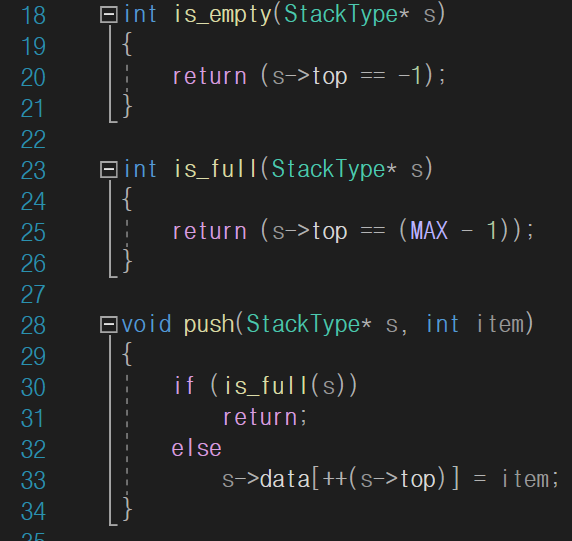 18 int is_empty(StackType* s)
19 {
20 return (s->top == -1);
21 }
22
23 int is_full(StackType* s)
24 {
25 return (s->top == (MAX - 1));
26 }
27
28 void push(StackType* s, int item)
29 {
30 if (is_full(s))
31 return;
32 else
33 s->data[++(s->top)] = item;
34 }
35